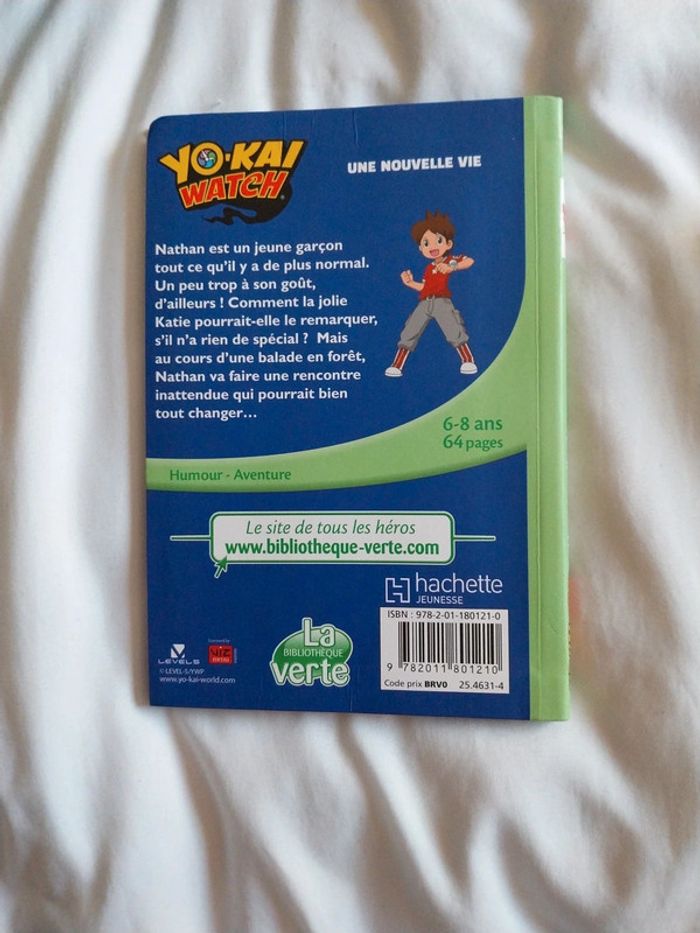 YO-KAI
WATCH
UNE NOUVELLE VIE
Nathan est un jeune garçon
tout ce qu'il y a de plus normal.
Un peu trop à son goût,
d'ailleurs ! Comment la jolie
Katie pourrait-elle le remarquer,
s'il n'a rien de spécial ? Mais
au cours d'une balade en forêt,
Nathan va faire une rencontre
inattendue qui pourrait bien
tout changer...
6-8 ans
64 pages
Humour - Aventure
Le site de tous les héros
www.bibliotheque-verte.com
hachette
JEUNESSE
ISBN : 978-2-01-180121-0
9 782011 801210
Code prix BRV0 25.4631-4
La
BIBLIOTHÈQUE
verte
LEVEL5
© LEVEL-5/YWP
www.yo-kai-world.com
licensed by
VIZ
media